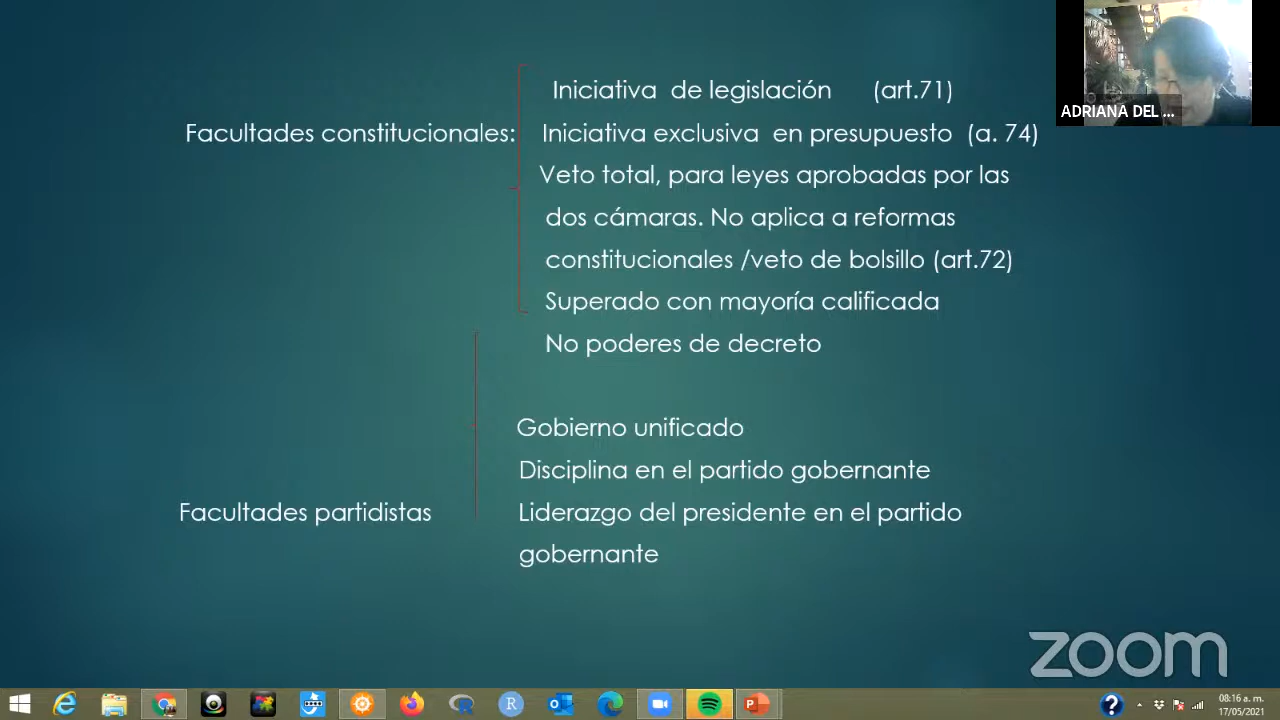 Iniciativa de legislación (art.71)
Facultades constitucionales: Iniciativa exclusiva en presupuesto (a. 74)
Veto total, para leyes aprobadas por las
dos cámaras. No aplica a reformas
constitucionales /veto de bolsillo (art.72)
Superado con mayoría calificada
No poderes de decreto
Gobierno unificado
Disciplina en el partido gobernante
Facultades partidistas Liderazgo del presidente en el partido
gobernante
ADRIANA DEL ...
zoom
08:16 a. m.
17/05/2021